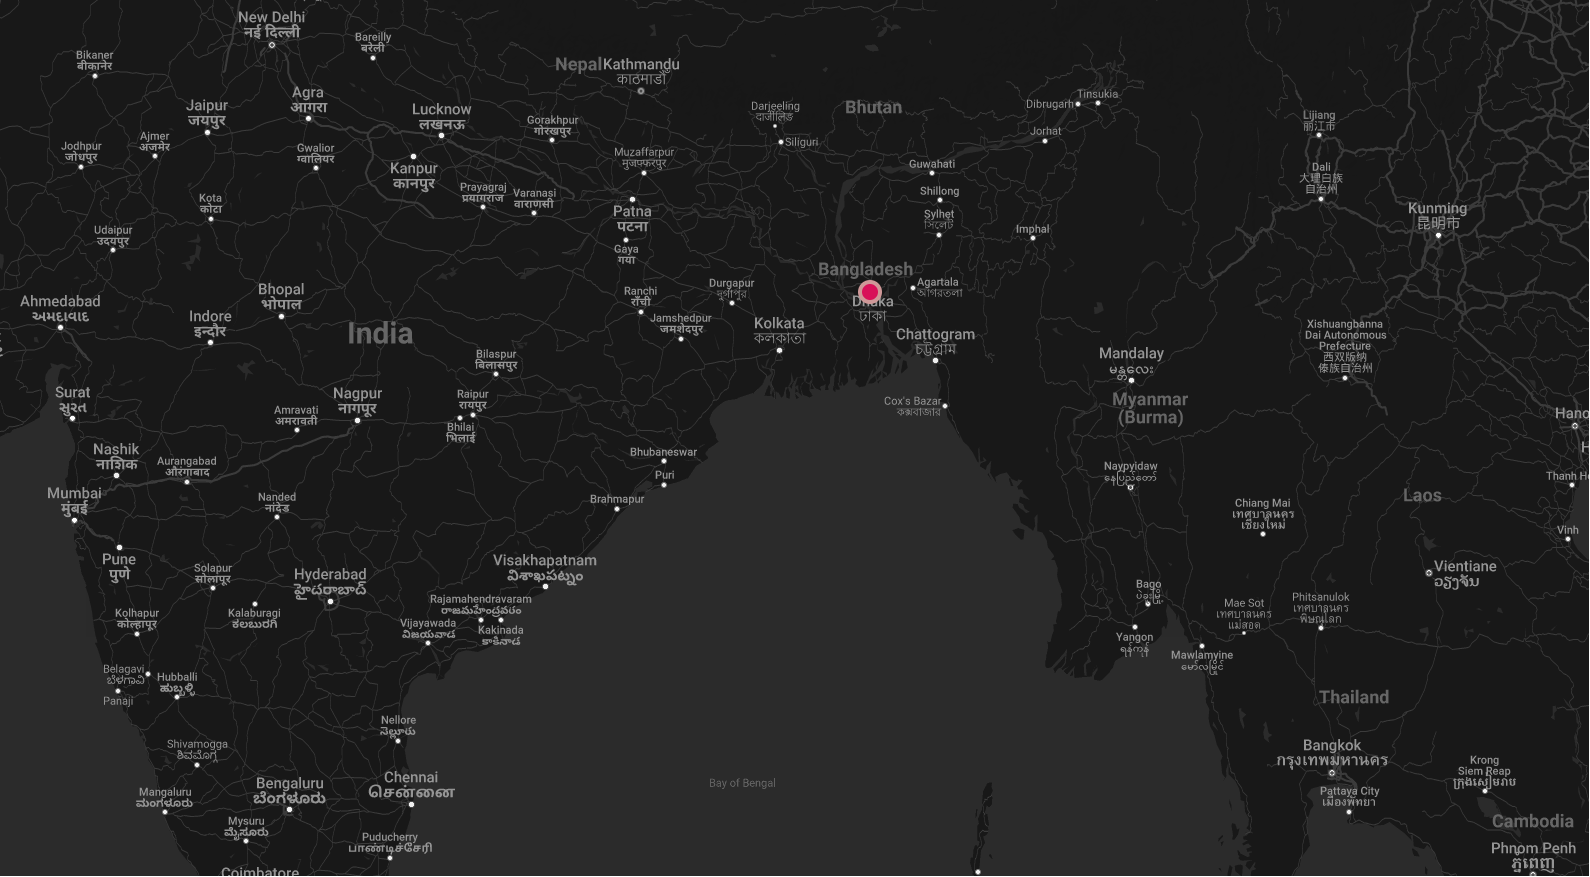 New Delhi
नई दिल्ली
Bareilly
बरेली
Bikaner
बीकानेर
Nepal
Kathmandu
काठमाडौँ
Agra
आगरा
Jaipur
जयपुर
Lucknow
लखनऊ
Gorakhpur
गोरखपुर
Darjeeling
दार्जिलिङ
Bhutan
Dibrugarh
Tinsukia
Lijiang
丽江市
Jodhpur
जोधपुर
Ajmer
अजमेर
Gwalior
ग्वालियर
Kanpur
कानपुर
Muzaffarpur
मुजफ्फरपुर
Siliguri
Jorhat
Guwahati
Dali
大理白族
自治州
Kota
कोटा
Prayagraj
प्रयागराज
Varanasi
वाराणसी
Patna
पटना
Shillong
Sylhet
সিলেট
Imphal
Kunming
昆明市
Udaipur
उदयपुर
Gaya
गया
Bangladesh
Ahmedabad
અમદાવાદ
Bhopal
भोपाल
Indore
इन्दौर
Ranchi
राँची
Durgapur
দুর্গাপুর
Agartala
আগরতলা
Dhaka
ঢাকা
India
Jamshedpur
जमशेदपुर
Kolkata
কলকাতা
Chattogram
চট্টগ্রাম
Xishuangbanna
Dai Autonomous
Prefecture
西双版纳
傣族自治州
Bilaspur
बिलासपुर
Mandalay
မန္တလေး
Surat
સુરત
Amravati
अमरावती
Nagpur
नागपूर
Raipur
रायपुर
Bhilai
भिलाई
Cox's Bazar
কক্সবাজার
Myanmar
(Burma)
Hano
Nashik
नाशिक
Aurangabad
औरंगाबाद
Bhubaneswar
Puri
Naypyidaw
နေပြည်တော်
Thanh H
Mumbai
मुंबई
Nanded
नांदेड
Brahmapur
Chiang Mai
เทศบาลนคร
เชียงใหม่
Laos
Vinh
Pune
पुणे
Solapur
सोलापूर
Hyderabad
హైదరాబాద్
Visakhapatnam
విశాఖపట్నం
Vientiane
ວຽງຈັນ
Kolhapur
कोल्हापूर
Kalaburagi
ಕಲಬುರಗಿ
Rajamahendravaram
రాజమహేంద్రవరం
Vijayawada
విజయవాడ
Kakinada
కాకినాడ
Bago
ပဲခူးမြို့
Mae Sot
เทศบาลนคร
แม่สอด
Phitsanulok
เทศบาลนคร
พิษณุโลก
Yangon
ရန်ကုန်
Mawlamyine
မော်လမြိုင်
Belagavi
ಬೆಳಗಾವಿ
Panaji
Hubballi
ಹುಬ್ಬಳ್ಳಿ
Thailand
Nellore
నెల్లూరు
Shivamogga
ಶಿವಮೊಗ್ಗ
Bangkok
กรุงเทพมหานคร
Krong
Siem Reap
ក្រុងសៀមរាប
Bay of Bengal
Mangaluru
ಮಂಗಳೂರು
Bengaluru
ಬೆಂಗಳೂರು
Chennai
சென்னை
Pattaya City
เมืองพัทยา
Cambodia
Mysuru
ಮೈಸೂರು
Puducherry
பாண்டிச்சேரி
Phnom Penh
ភ្នំពេញ
Coimbatore